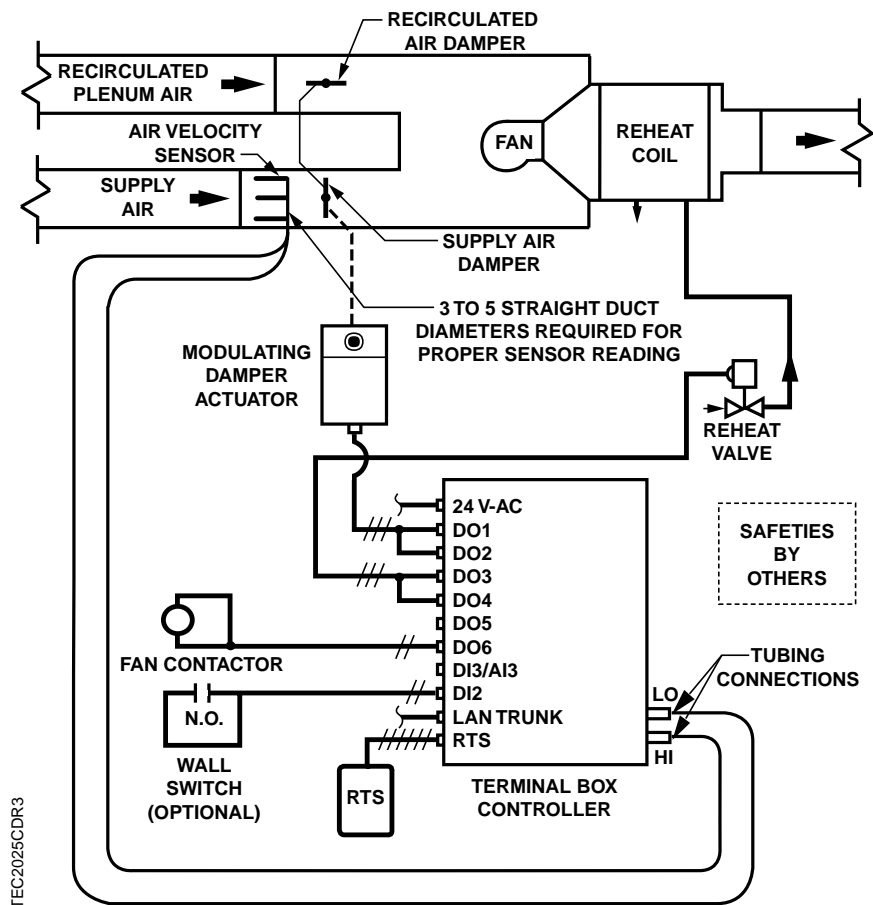 RECIRCULATED
AIR DAMPER
RECIRCULATED
PLENUM AIR
AIR VELOCITY
SENSOR
FAN
REHEAT
COIL
SUPPLY
AIR
SUPPLY AIR
DAMPER
3 TO 5 STRAIGHT DUCT
DIAMETERS REQUIRED FOR
PROPER SENSOR READING
MODULATING
DAMPER
ACTUATOR
REHEAT
VALVE
24 V-AC
DO1
DO2
DO3
DO4
DO5
DO6
DI3/AI3
DI2
LAN TRUNK
RTS
SAFETIES
BY
OTHERS
FAN CONTACTOR
TUBING
CONNECTIONS
LO
HI
N.O.
WALL
SWITCH
(OPTIONAL)
RTS
TERMINAL BOX
CONTROLLER
TEC2025CDR3